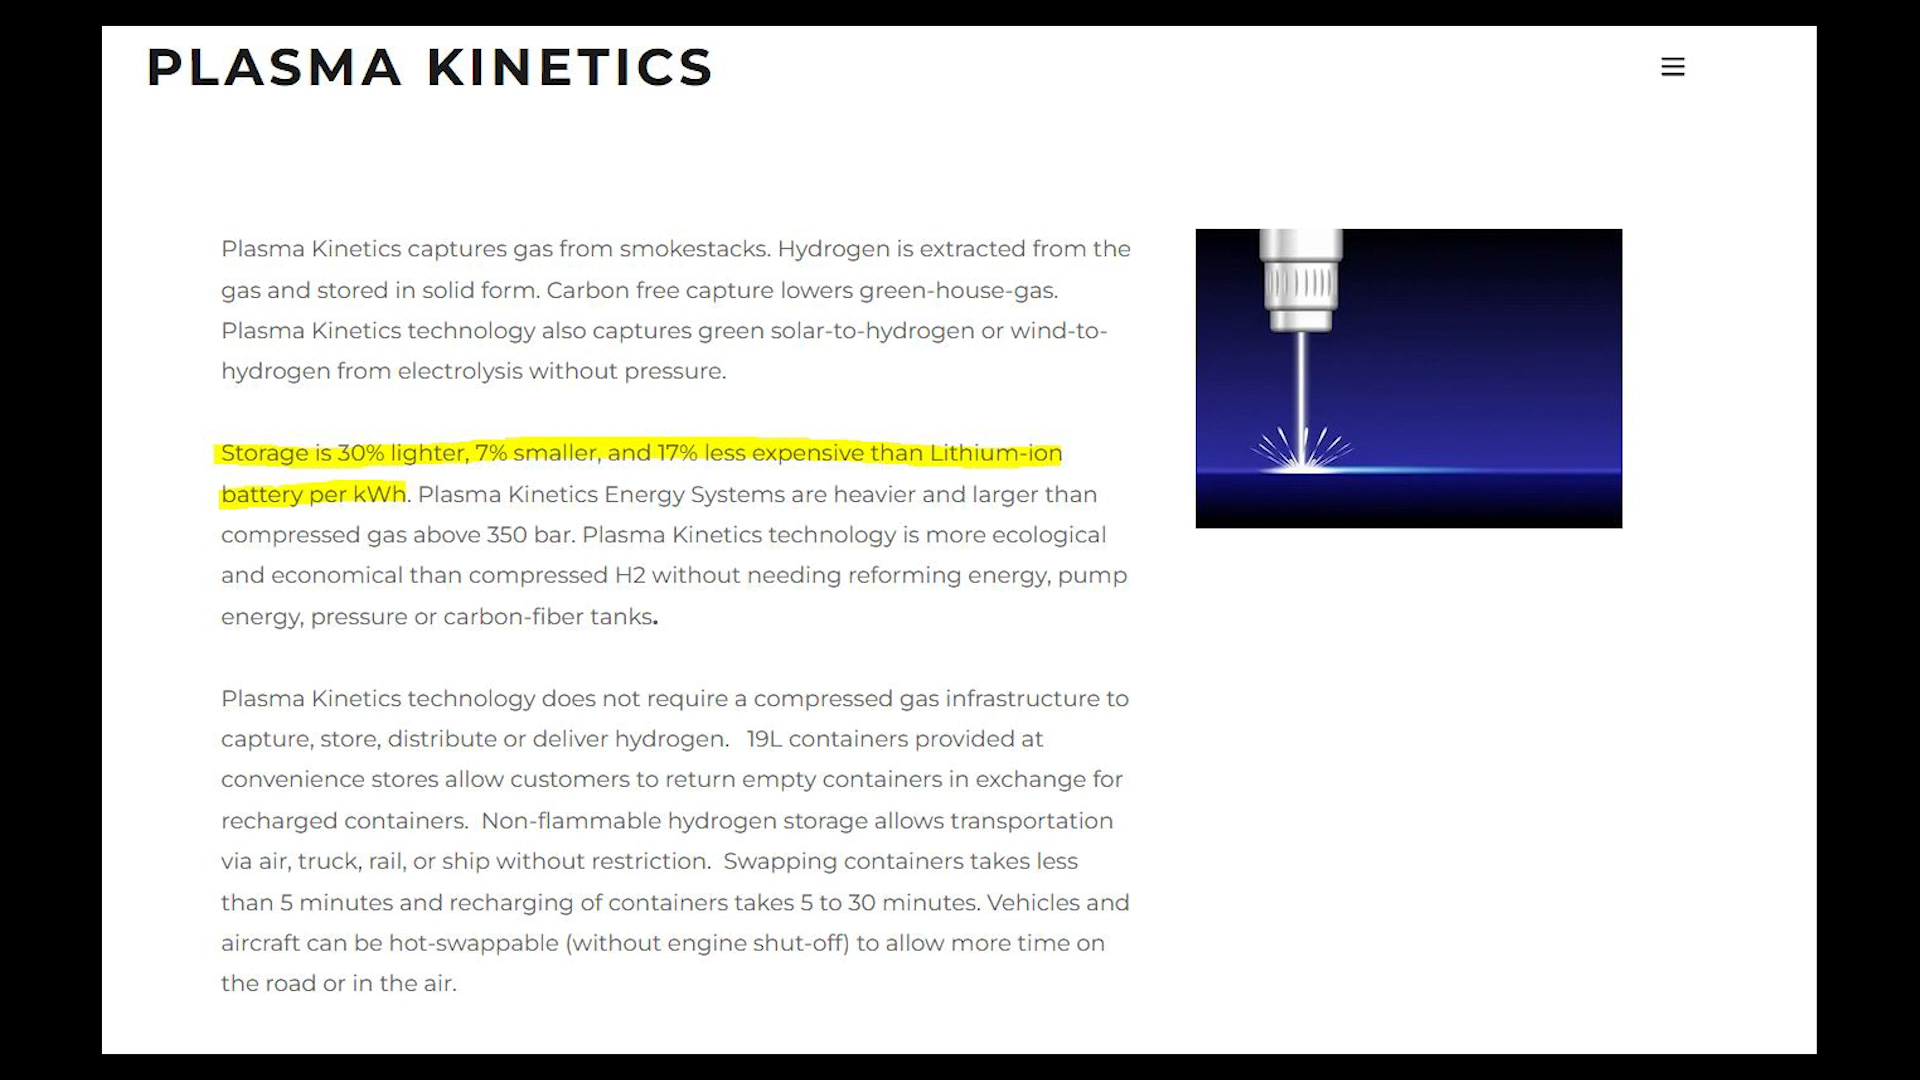 PLASMA KINETICS
Plasma Kinetics captures gas from smokestacks. Hydrogen is extracted from the
gas and stored in solid form. Carbon free capture lowers green-house-gas.
Plasma Kinetics technology also captures green solar-to-hydrogen or wind-to-
hydrogen from electrolysis without pressure.
Storage is 30% lighter, 7% smaller, and 17% less expensive than Lithium-ion
battery per kWh. Plasma Kinetics Energy Systems are heavier and larger than
compressed gas above 350 bar. Plasma Kinetics technology is more ecological
and economical than compressed H2 without needing reforming energy, pump
energy, pressure or carbon-fiber tanks.
Plasma Kinetics technology does not require a compressed gas infrastructure to
capture, store, distribute or deliver hydrogen.   19L containers provided at
convenience stores allow customers to return empty containers in exchange for
recharged containers.  Non-flammable hydrogen storage allows transportation
via air, truck, rail, or ship without restriction.  Swapping containers takes less
than 5 minutes and recharging of containers takes 5 to 30 minutes. Vehicles and
aircraft can be hot-swappable (without engine shut-off) to allow more time on
the road or in the air.